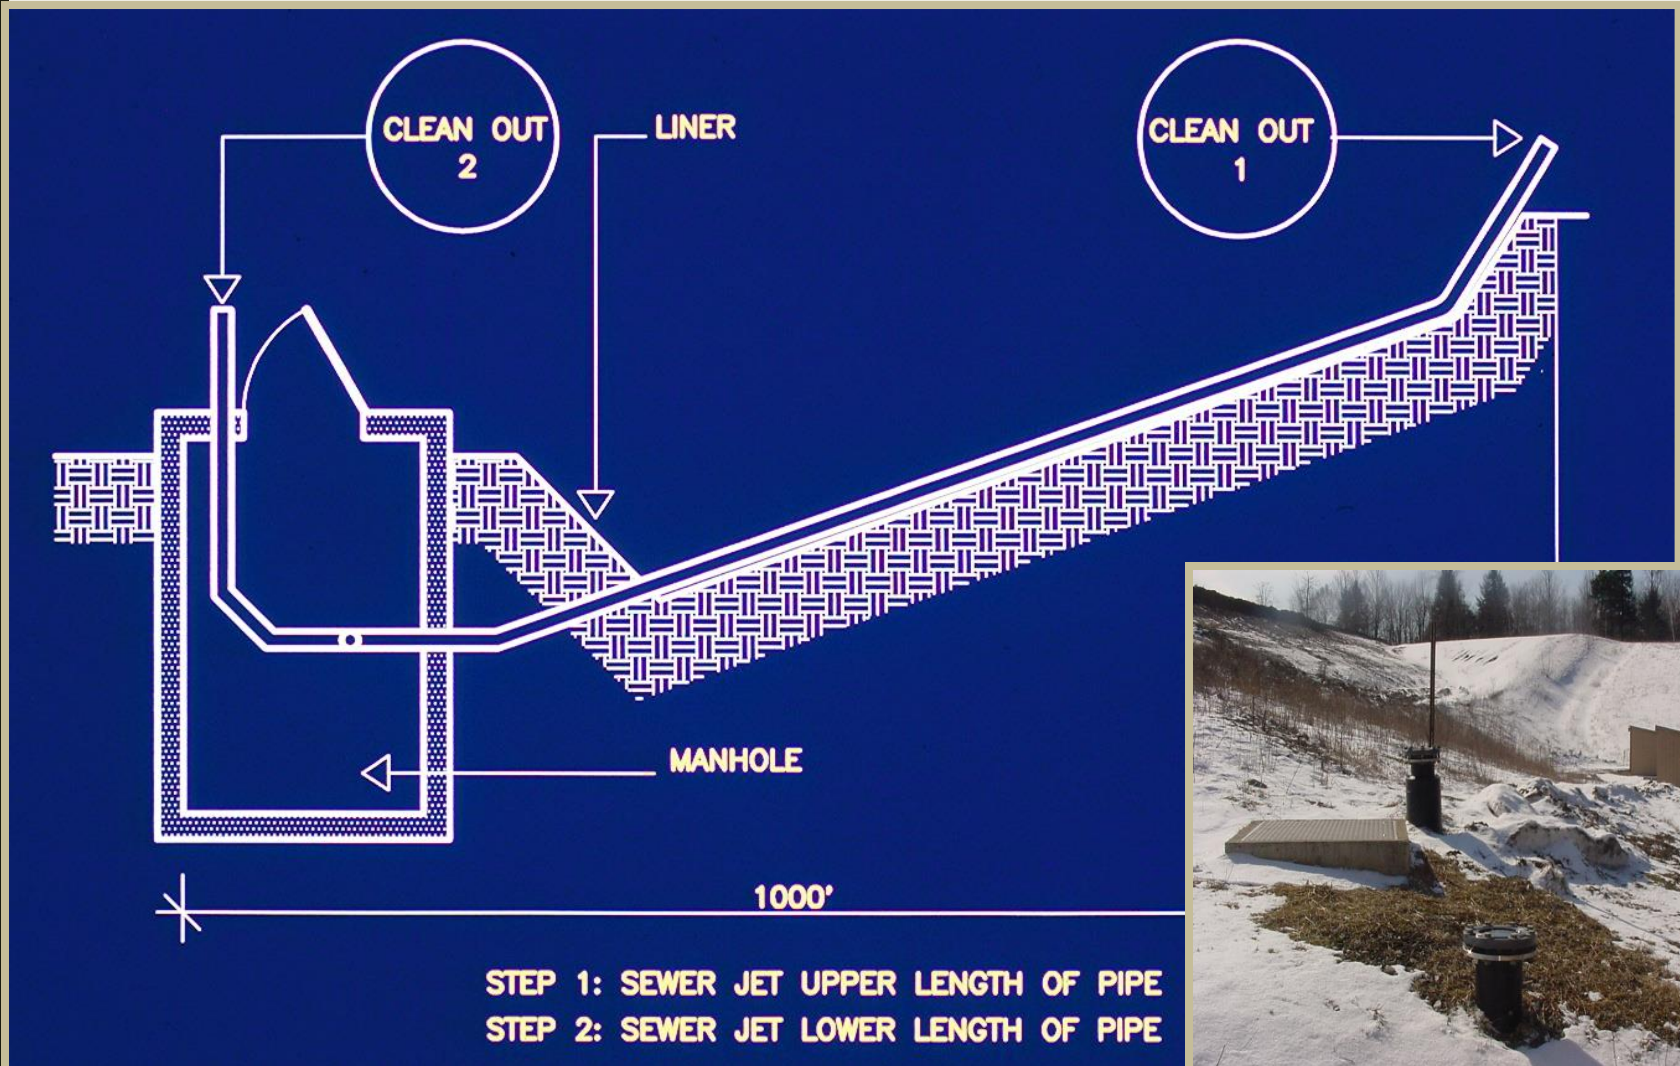 CLEAN OUT
2
LINER
CLEAN OUT
1
MANHOLE
1000'
STEP 1: SEWER JET UPPER LENGTH OF PIPE
STEP 2: SEWER JET LOWER LENGTH OF PIPE